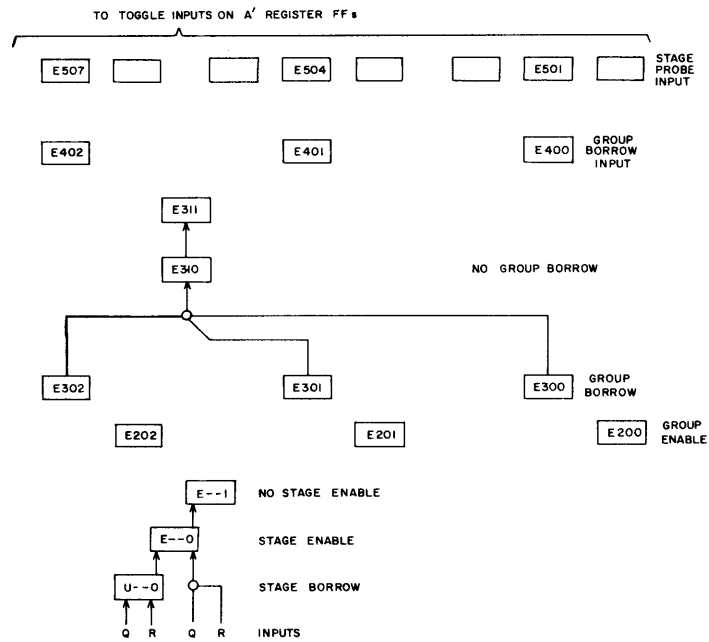 TO TOGGLE INPUTS ON A' REGISTER FFs
E507 E504 E501 STAGE PROBE INPUT
E402 E401 E400 GROUP BORROW INPUT
E311
E310 NO GROUP BORROW
E302 E301 E300 GROUP BORROW
E202 E201 E200 GROUP ENABLE
E--1 NO STAGE ENABLE
E--0 STAGE ENABLE
U--0 STAGE BORROW
Q R Q R INPUTS